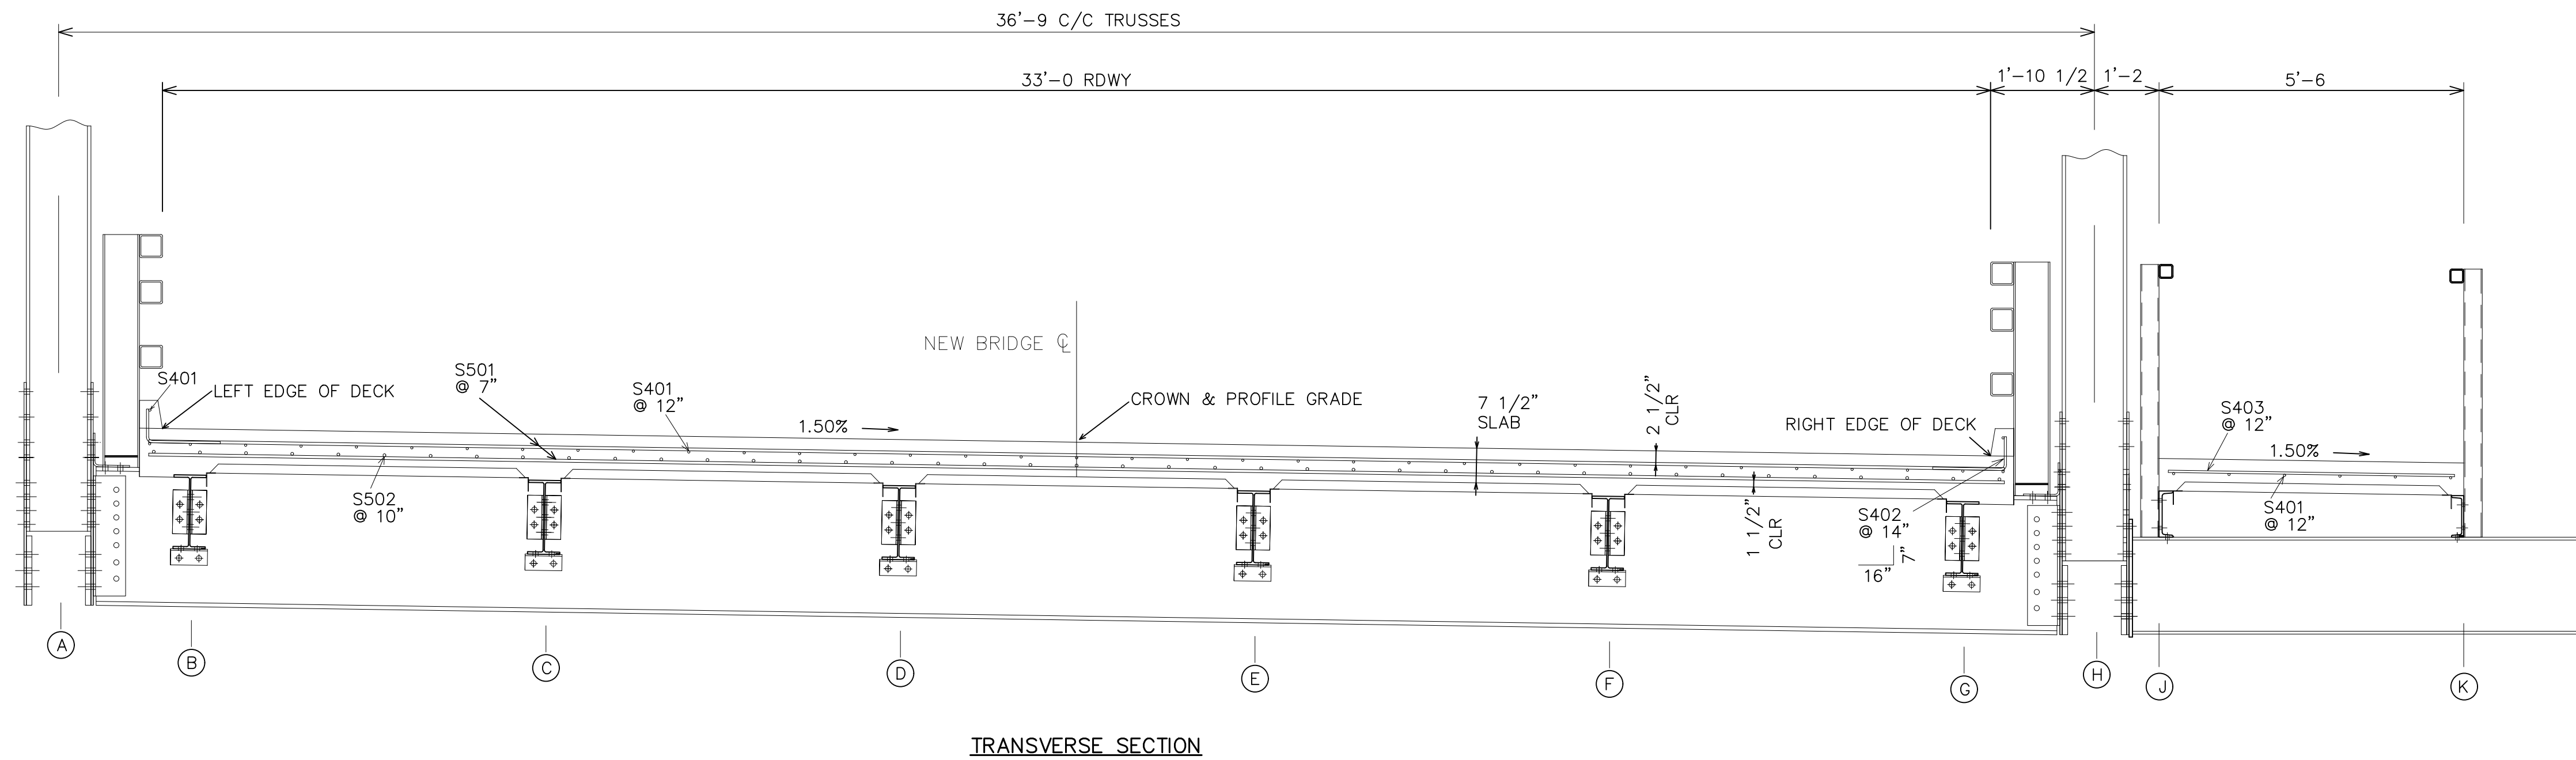 36'-9 C/C TRUSSES
33'-0 RDWY
1'-10 1/2
1'-2
5'-6
NEW BRIDGE ℄
S401
LEFT EDGE OF DECK
S501
@ 7"
S401
@ 12"
1.50%
CROWN & PROFILE GRADE
7 1/2"
SLAB
2 1/2"
CLR
RIGHT EDGE OF DECK
S403
@ 12"
1.50%
S502
@ 10"
1 1/2"
CLR
S402
@ 14"
16"
7"
S401
@ 12"
A
B
C
D
E
F
G
H
J
K
TRANSVERSE SECTION